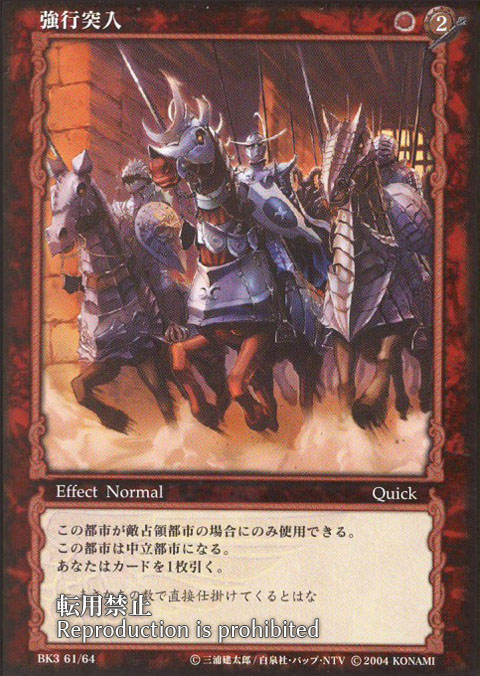 強行突入
2
Effect Normal
Quick
この都市が敵占領都市の場合にのみ使用できる。
この都市は中立都市になる。
あなたはカードを1枚引く。
の数で直接仕掛けてくるとはな
転用禁止
Reproduction is prohibited
BK3 61/64
©三浦建太郎/白泉社・バップ・NTV ©2004 KONAMI